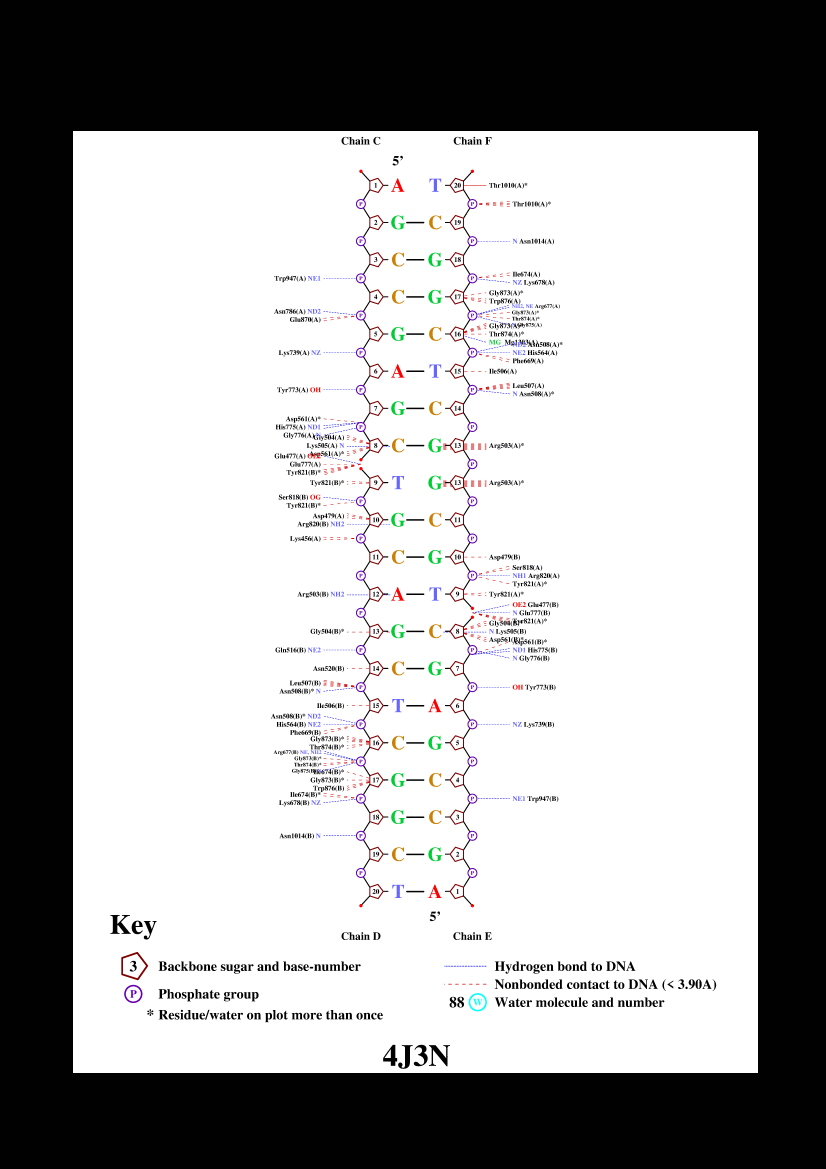 Chain C Chain F
5’
1 A T 20 Thr1010(A)*
P P Thr1010(A)*
2 G C 19
P P N Asn1014(A)
3 C G 18
Ile674(A)
Trp947(A) NE1 P P NZ Lys678(A)
Gly873(A)*
4 C G 17
Trp876(A)
NH2, NE Arg677(A)
Asn786(A) ND2 Gly873(A)*
P P
Glu870(A) Thr874(A)*
Gly873(A)*
5 G C 16 Thr874(A)*
MG
Asn508(A)*
Lys739(A) NZ P P NE2 His564(A)
Phe669(A)
6 A T 15 Ile506(A)
Leu507(A)
Tyr773(A) OH P P N Asn508(A)*
7 G C 14
Asp561(A)*
His775(A) ND1 P P
Gly776(A)
Gly504(A)
Lys505(A) N 8 C G 13 Arg503(A)*
Asp561(A)*
Glu477(A)
Glu777(A) P
Tyr821(B)*
Tyr821(B)* 9 T G 13 Arg503(A)*
Ser818(B) OG P P
Tyr821(B)*
Asp479(A)
10 G C 11
Arg820(B) NH2
Lys456(A) P P
11 C G 10 Asp479(B)
Ser818(A)
P P NH1 Arg820(A)
Tyr821(A)*
Arg503(B) NH2 12 A T 9 Tyr821(A)*
OE2 Glu477(B)
P N Glu777(B)
Tyr821(A)*
Gly504(B)
Gly504(B)* 13 G C 8 N Lys505(B)
Asp561(B)*
Asp561(B)*
Gln516(B) NE2 P P ND1 His775(B)
N Gly776(B)
Asn520(B) 14 C G 7
Leu507(B)
P P OH Tyr773(B)
Asn508(B)* N
Ile506(B) 15 T A 6
Asn508(B)* ND2
His564(B) NE2 P P NZ Lys739(B)
Phe669(B)
Gly873(B)*
16 C G 5
Thr874(B)*
Arg677(B) NE, NH2
Gly873(B)*
P P
Thr874(B)*
Ile674(B)*
Gly873(B)* 17 G C 4
Trp876(B)
Ile674(B)*
P P NE1 Trp947(B)
Lys678(B) NZ
18 G C 3
Asn1014(B) N P P
19 C G 2
P P
20 T A 1
5’
Chain D Chain E
Key
3 Backbone sugar and base-number
P Phosphate group
* Residue/water on plot more than once
Hydrogen bond to DNA
Nonbonded contact to DNA (< 3.90A)
88 W Water molecule and number
4J3N